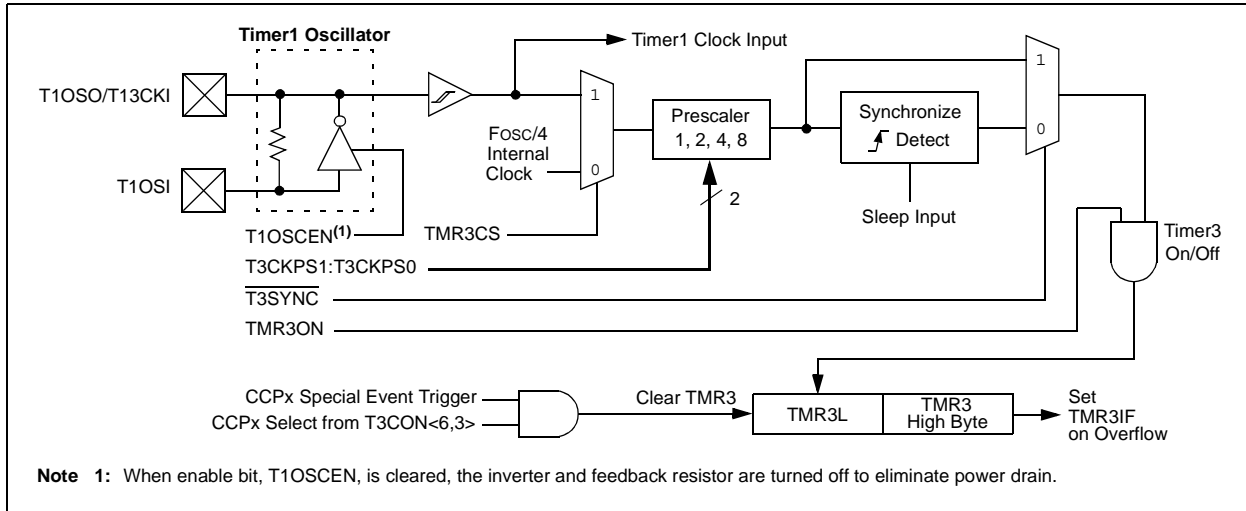 Timer1 Oscillator
Timer1 Clock Input
T1OSO/T13CKI
1
FOSC/4
Internal
Clock
0
Prescaler
1, 2, 4, 8
Synchronize
Detect
1
0
T1OSI
2
Sleep Input
T1OSCEN(1)
TMR3CS
Timer3
On/Off
T3CKPS1:T3CKPS0
T3SYNC
TMR3ON
CCPx Special Event Trigger
CCPx Select from T3CON<6,3>
Clear TMR3
TMR3L
TMR3
High Byte
Set
TMR3IF
on Overflow
Note 1: When enable bit, T1OSCEN, is cleared, the inverter and feedback resistor are turned off to eliminate power drain.